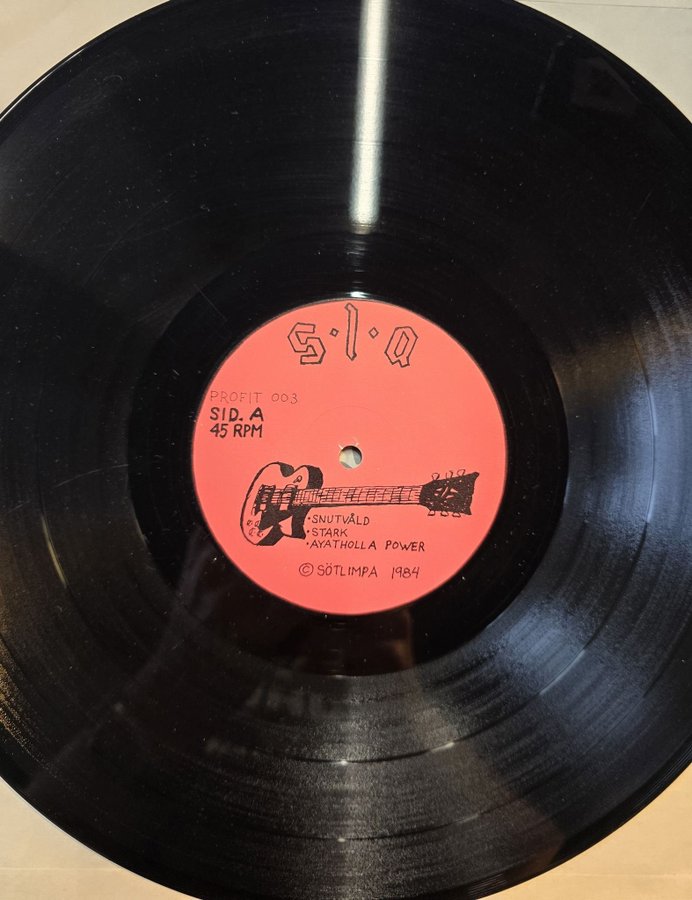 S·L·Q
PROFIT 003
SID. A
45 RPM
·SNUTVÅLD
·STARK
·AYATHOLLA POWER
© SÖTLIMPA 1984